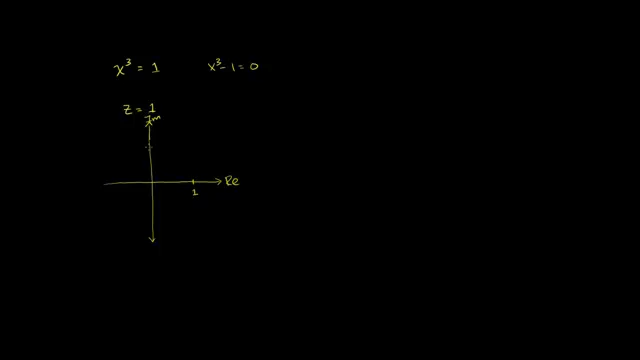 x³ = 1 x³ - 1 = 0
z = 1
Im
Re
1